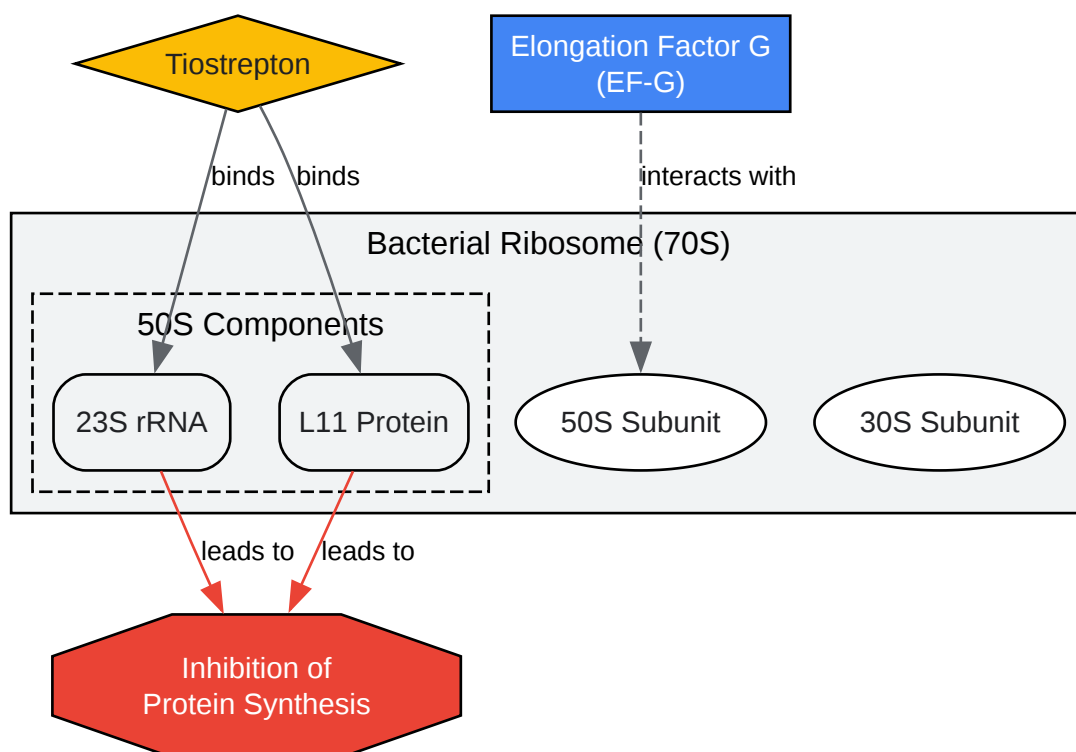 Tiostrepton
Elongation Factor G
(EF-G)
binds
binds
interacts with
Bacterial Ribosome (70S)
50S Components
23S rRNA
L11 Protein
50S Subunit
30S Subunit
leads to
leads to
Inhibition of
Protein Synthesis